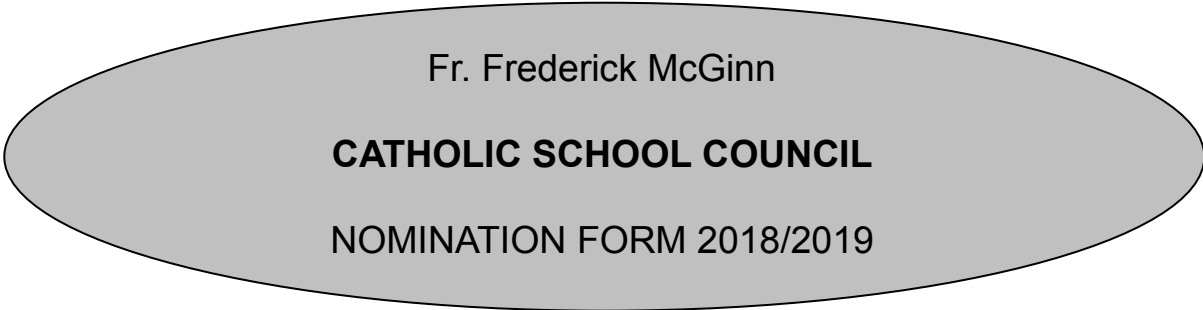 Fr. Frederick McGinn
CATHOLIC SCHOOL COUNCIL
NOMINATION FORM 2018/2019